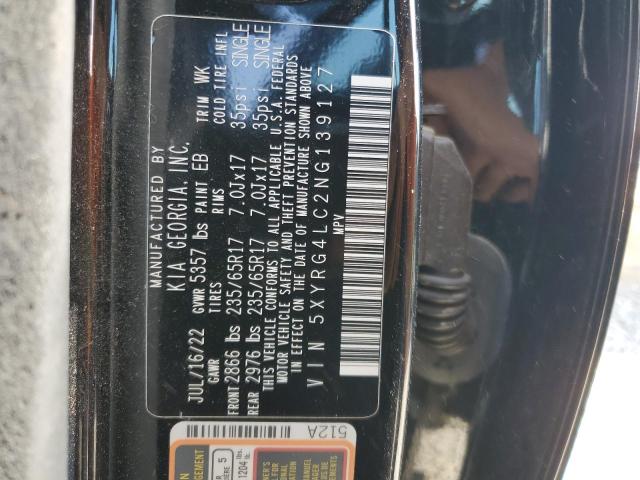 MANUFACTURED BY
KIA GEORGIA, INC.
JUL/16/22 GVWR 5357 lbs PAINT EB TRIM WK
GAWR TIRES RIMS COLD TIRE INFL
FRONT 2866 lbs 235/65R17 7.0Jx17 35psi SINGLE
REAR 2976 lbs 235/65R17 7.0Jx17 35psi SINGLE
THIS VEHICLE CONFORMS TO ALL APPLICABLE U.S.A. FEDERAL
MOTOR VEHICLE SAFETY AND THEFT PREVENTION STANDARDS
IN EFFECT ON THE DATE OF MANUFACTURE SHOWN ABOVE
VIN 5XYRG4LC2NG139127
MPV
512A
5
1204